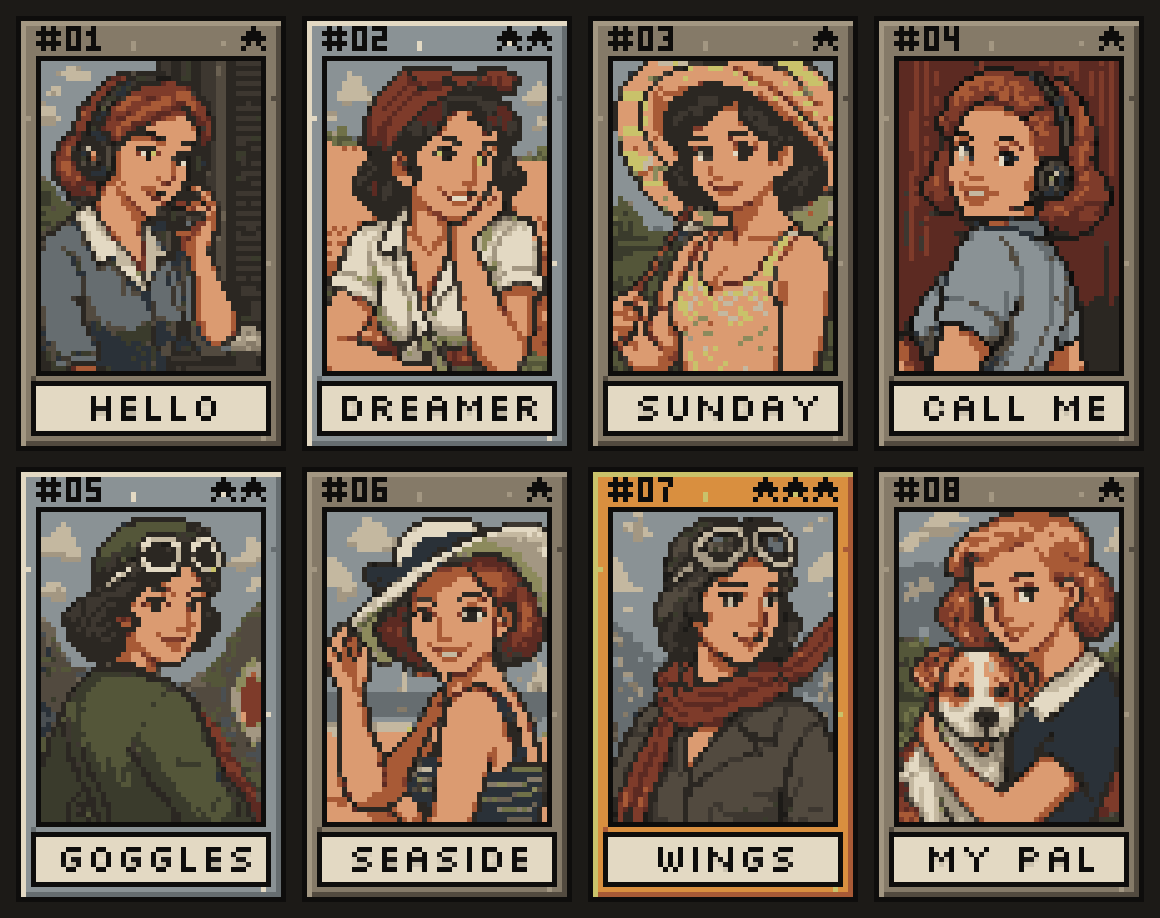 #01
HELLO
#02
DREAMER
#03
SUNDAY
#04
CALL ME
#05
GOGGLES
#06
SEASIDE
#07
WINGS
#08
MY PAL